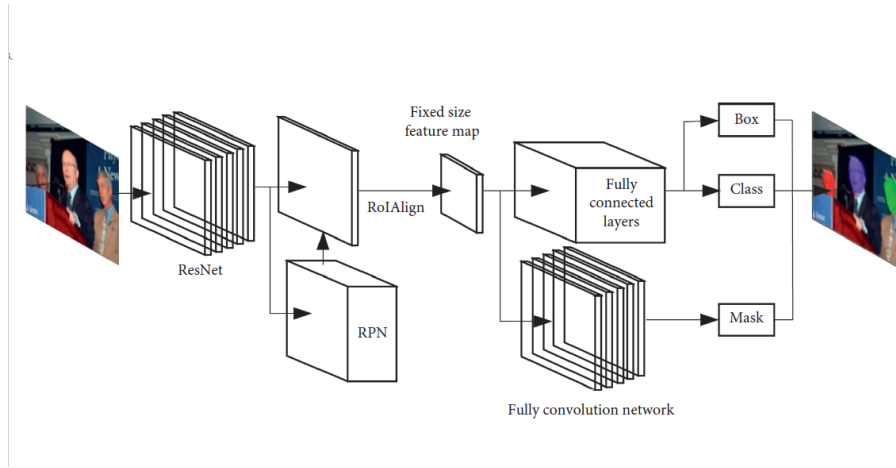 Fixed size
feature map
Box
Class
Mask
Fully
connected
layers
RoIAlign
ResNet
RPN
Fully convolution network